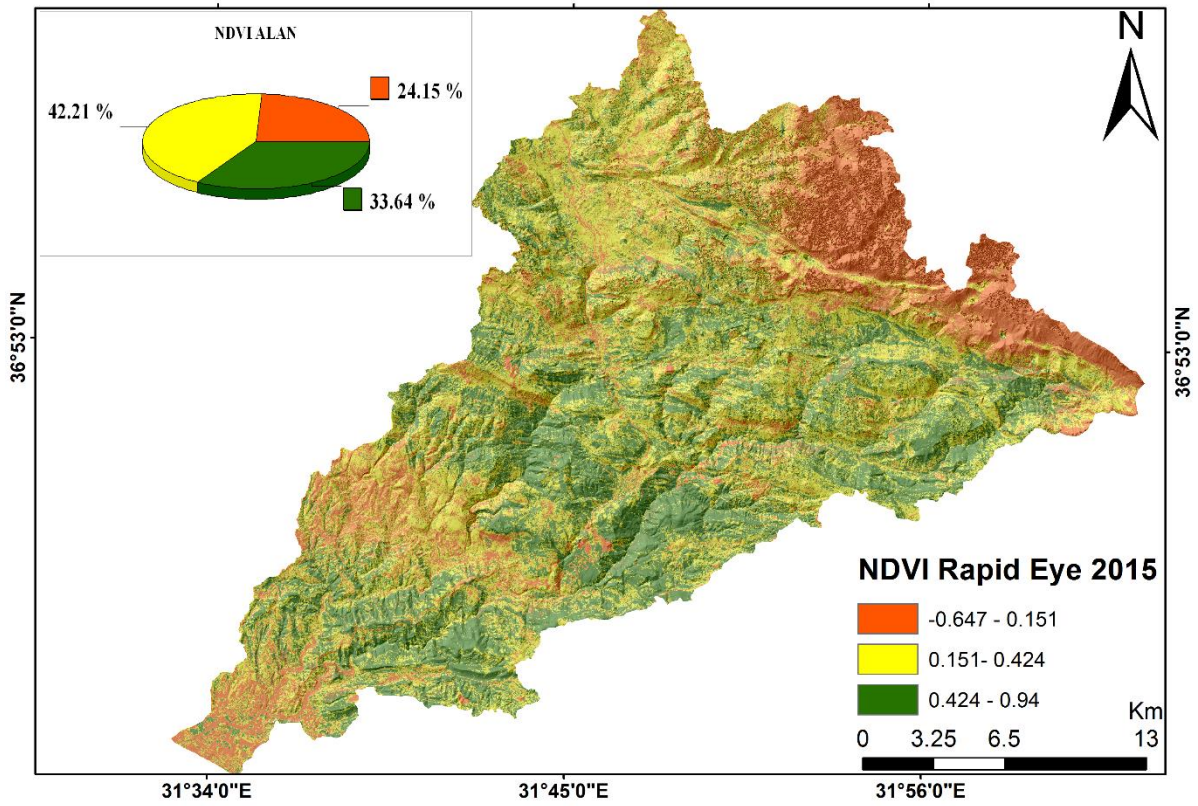 NDVI ALAN
24.15 %
42.21 %
33.64 %
N
36°53'0"N
36°53'0"N
NDVI Rapid Eye 2015
-0.647 - 0.151
0.151- 0.424
0.424 - 0.94
Km
0 3.25 6.5 13
31°34'0"E 31°45'0"E 31°56'0"E